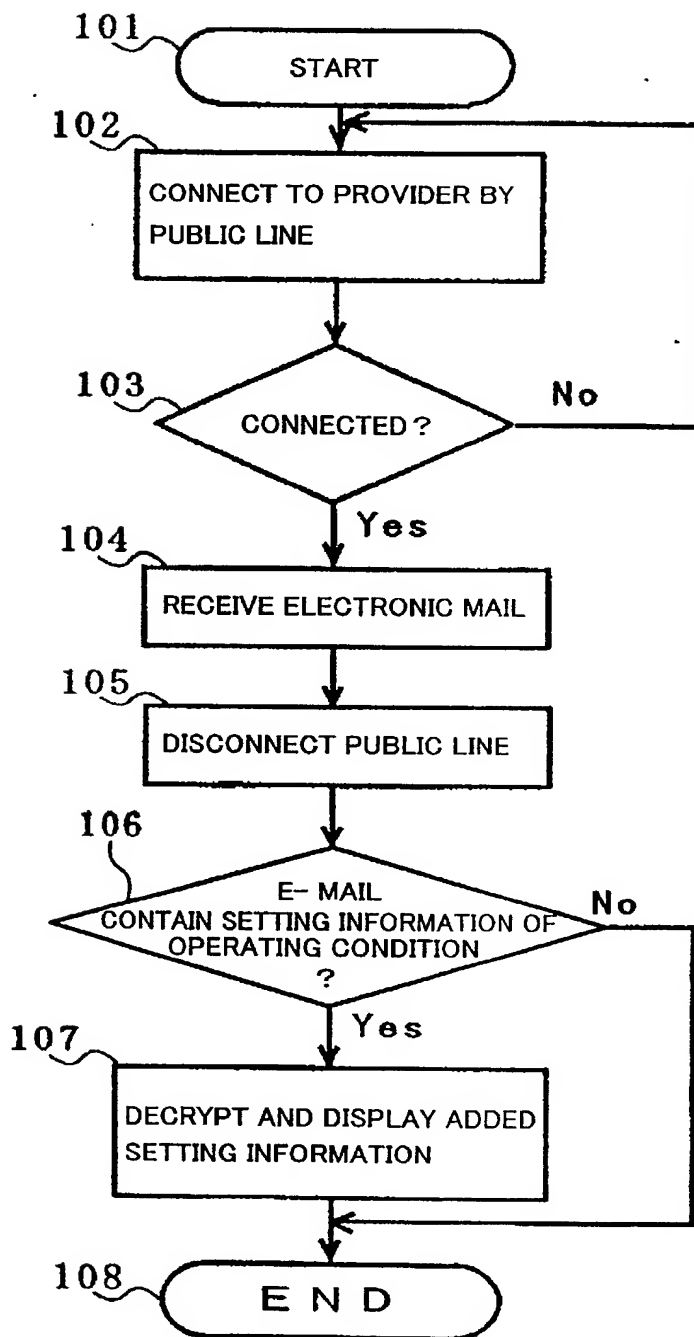 101
START
102
CONNECT TO PROVIDER BY
PUBLIC LINE
103
CONNECTED ?
No
Yes
104
RECEIVE ELECTRONIC MAIL
105
DISCONNECT PUBLIC LINE
106
E- MAIL
CONTAIN SETTING INFORMATION OF
OPERATING CONDITION
?
No
Yes
107
DECRYPT AND DISPLAY ADDED
SETTING INFORMATION
108
END